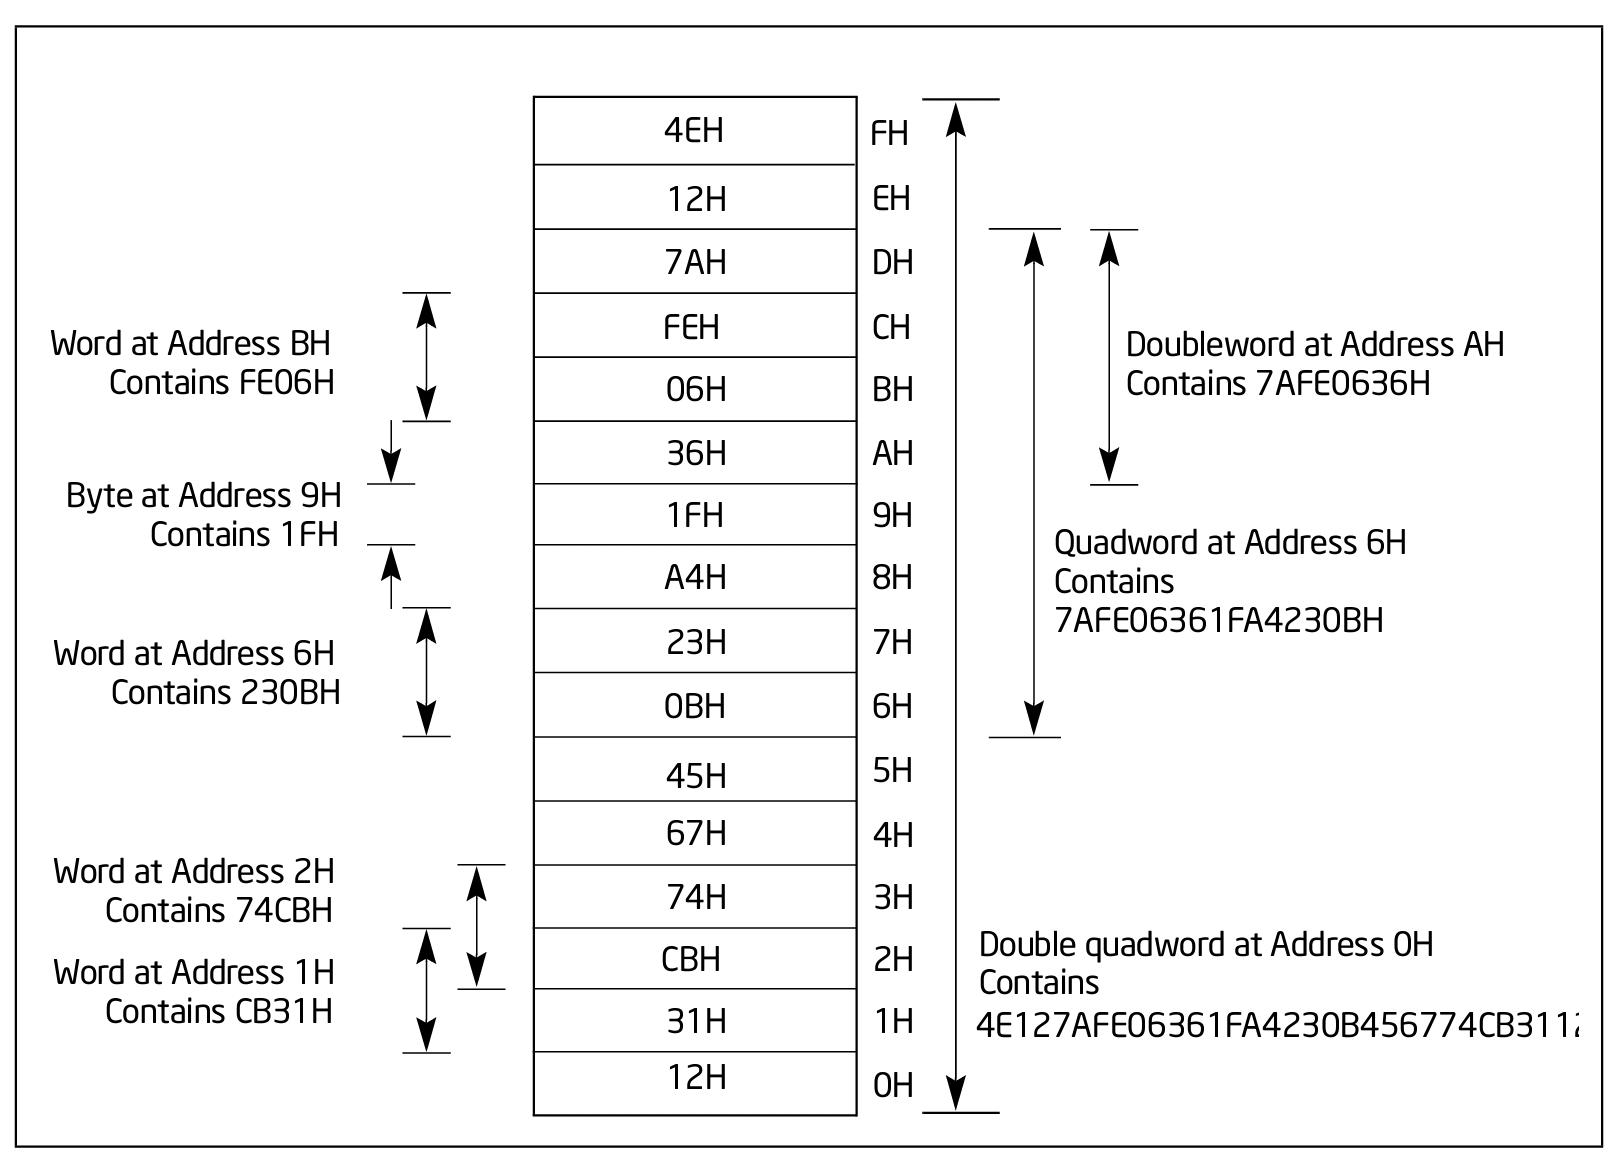 4EH FH
12H EH
7AH DH
FEH CH
06H BH
36H AH
1FH 9H
A4H 8H
23H 7H
0BH 6H
45H 5H
67H 4H
74H 3H
CBH 2H
31H 1H
12H 0H
Word at Address BH
Contains FE06H
Byte at Address 9H
Contains 1FH
Word at Address 6H
Contains 230BH
Word at Address 2H
Contains 74CBH
Word at Address 1H
Contains CB31H
Doubleword at Address AH
Contains 7AFE0636H
Quadword at Address 6H
Contains
7AFE06361FA4230BH
Double quadword at Address 0H
Contains
4E127AFE06361FA4230B456774CB3112